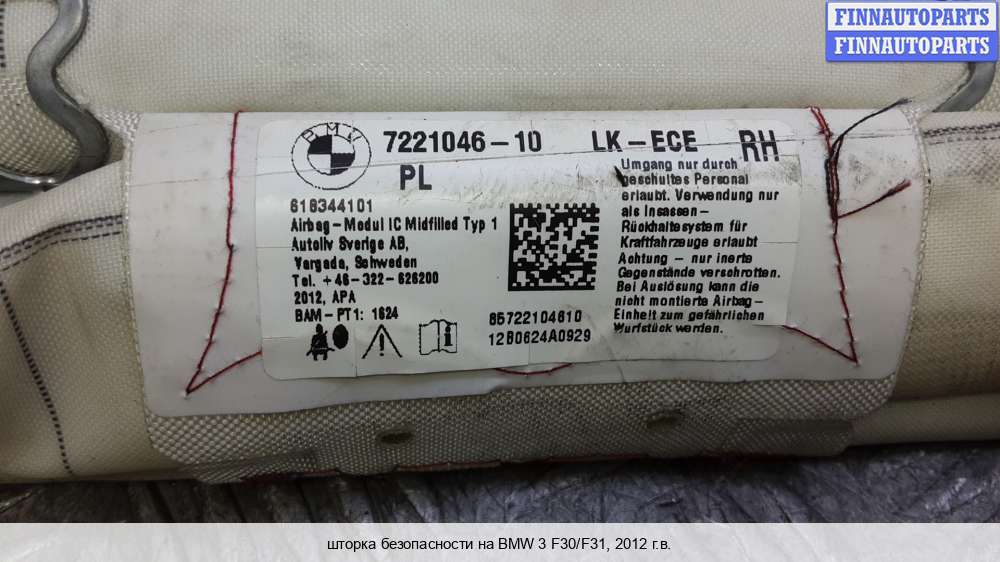 FINNAUTOPARTS
FINNAUTOPARTS
BMW 7221046-10 LK-ECE RH
PL
618344101
Airbag-Modul IC Midfilled Typ 1
Autoliv Sverige AB,
Vargada, Schweden
Tel. +46-322-626200
2012, APA
BAM-PT1: 1624
85722104610
12B0624A0929
Umgang nur durch
geschultes Personal
erlaubt. Verwendung nur
als Insassen-
Rückhaltesystem für
Kraftfahrzeuge erlaubt
Achtung - nur inerte
Gegenstände verschrotten.
Bei Auslösung kann die
nicht montierte Airbag-
Einheit zum gefährlichen
Wurfstück werden.
шторка безопасности на BMW 3 F30/F31, 2012 г.в.